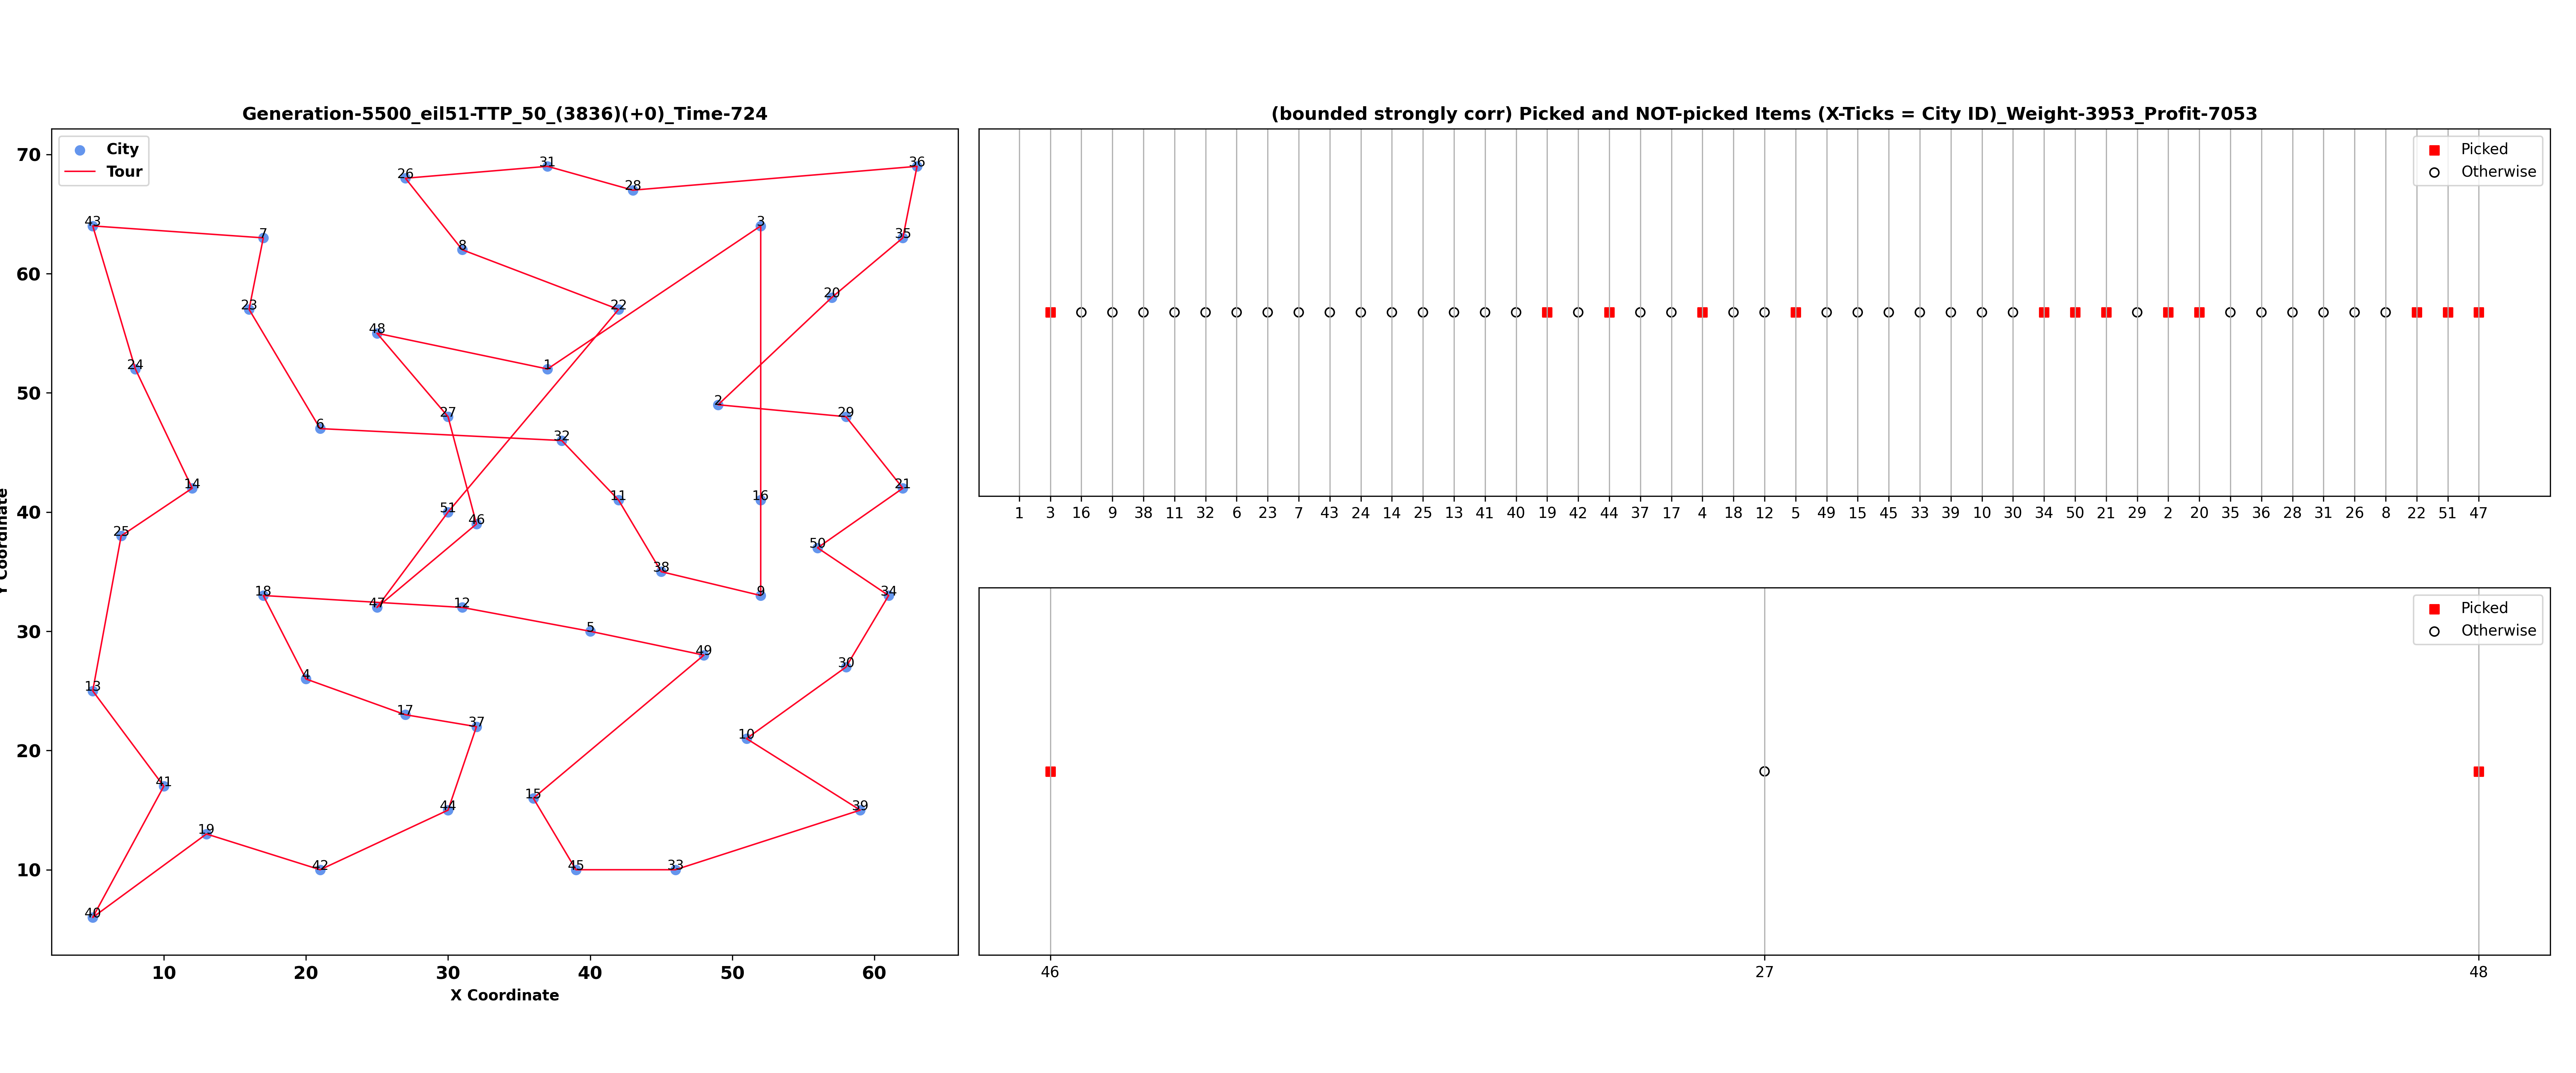 Generation-5500_eil51-TTP_50_(3836)(+0)_Time-724
City
Tour
70
60
50
40
30
20
10
Y Coordinate
10 20 30 40 50 60
X Coordinate
26 31 28 36
43 7 3 35
8
23 22 20
48
24 1
27 2 29
6 32
14 11 16 21
51 46
25 50
38
18 47 12 9 34
5
49
13 4 30
17 37
10
41 15
19 44 39
42 45 33
40
(bounded strongly corr) Picked and NOT-picked Items (X-Ticks = City ID)_Weight-3953_Profit-7053
Picked
Otherwise
1 3 16 9 38 11 32 6 23 7 43 24 14 25 13 41 40 19 42 44 37 17 4 18 12 5 49 15 45 33 39 10 30 34 50 21 29 2 20 35 36 28 31 26 8 22 51 47
Picked
Otherwise
46 27 48